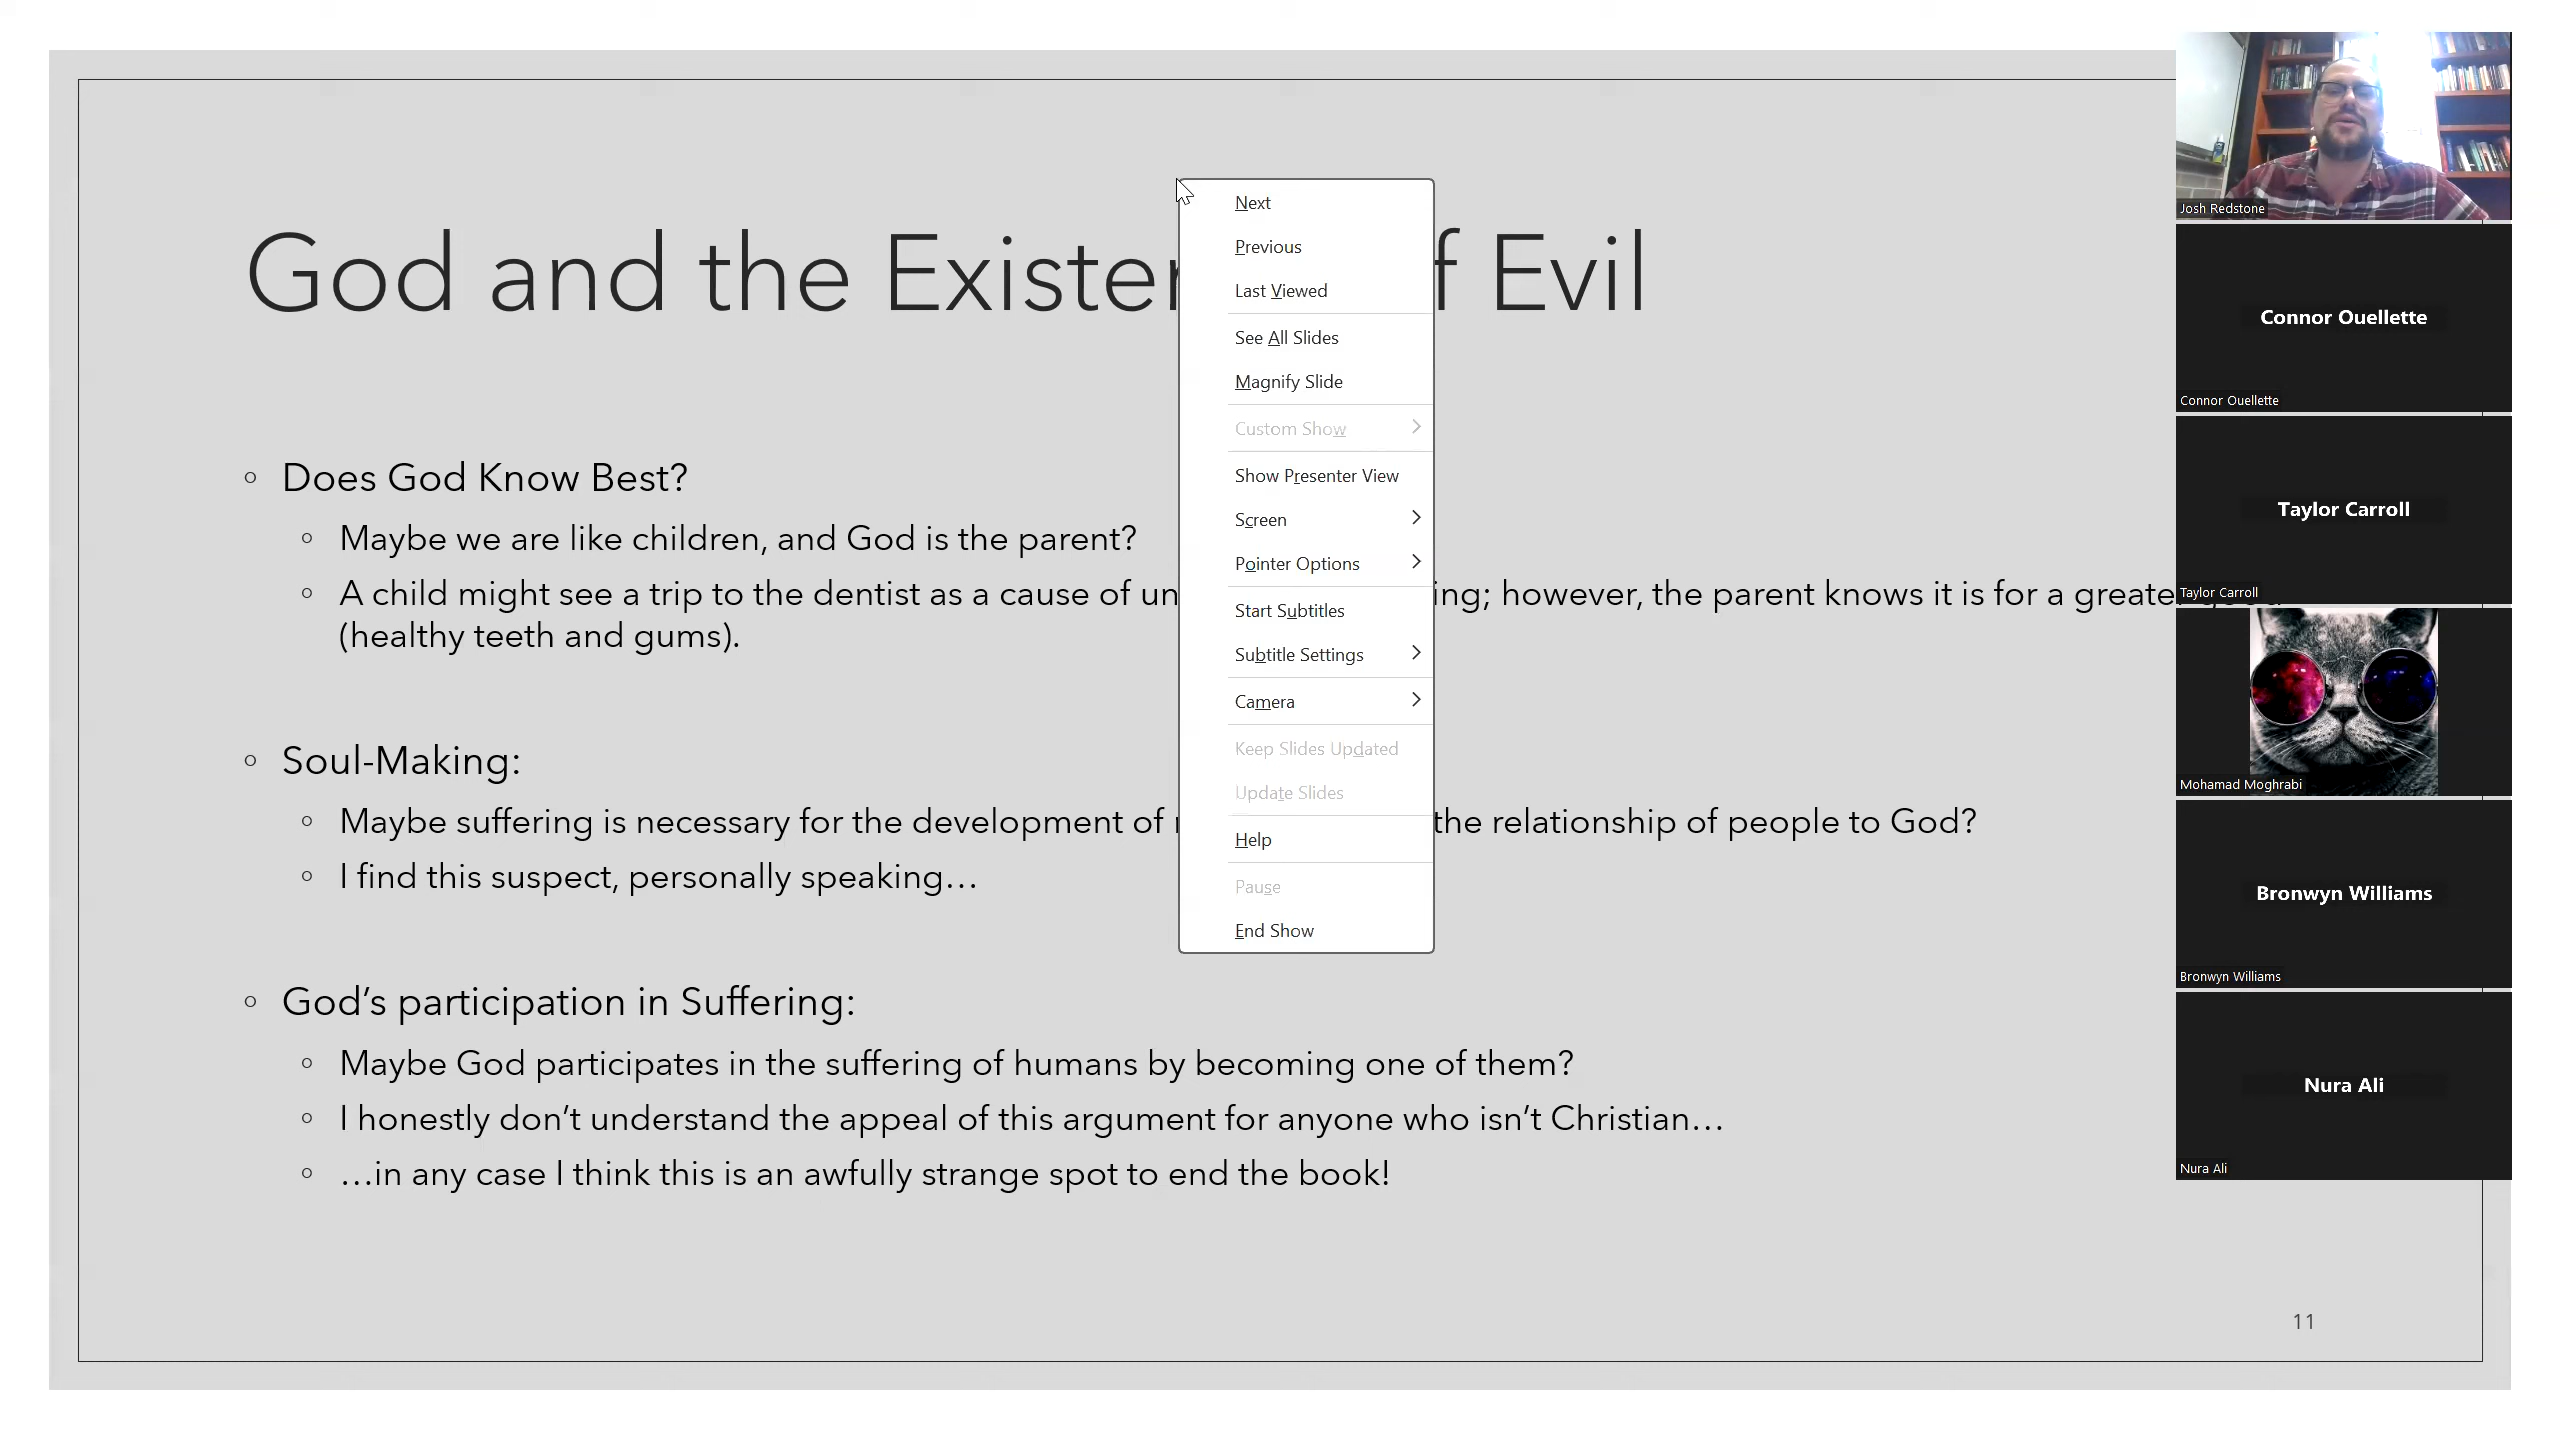 God and the Existen f Evil
Does God Know Best?
Maybe we are like children, and God is the parent?
A child might see a trip to the dentist as a cause of un ing; however, the parent knows it is for a greater
(healthy teeth and gums).
Soul-Making:
Maybe suffering is necessary for the development of the relationship of people to God?
I find this suspect, personally speaking…
God’s participation in Suffering:
Maybe God participates in the suffering of humans by becoming one of them?
I honestly don’t understand the appeal of this argument for anyone who isn’t Christian…
…in any case I think this is an awfully strange spot to end the book!
11
Next
Previous
Last Viewed
See All Slides
Magnify Slide
Custom Show
Show Presenter View
Screen
Pointer Options
Start Subtitles
Subtitle Settings
Camera
Keep Slides Updated
Update Slides
Help
Pause
End Show
Josh Redstone
Connor Ouellette
Connor Ouellette
Taylor Carroll
Taylor Carroll
Mohamad Moghrabi
Bronwyn Williams
Bronwyn Williams
Nura Ali
Nura Ali